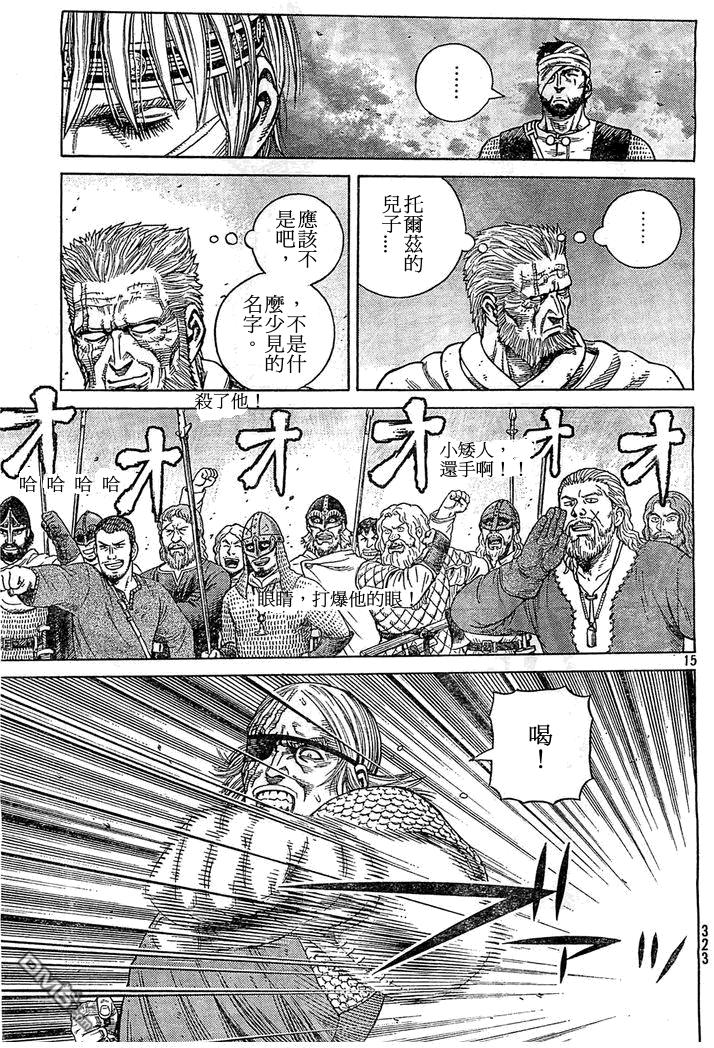 ……
……
托爾茲的
兒子……
應該不
是吧，
，不是什
麼少見的
名字。
殺了他！
オ
オ
オ
オ
オ
オ
小矮人，
還手啊！！
哈 哈 哈 哈
眼睛，打爆他的眼！
15
喝！
323